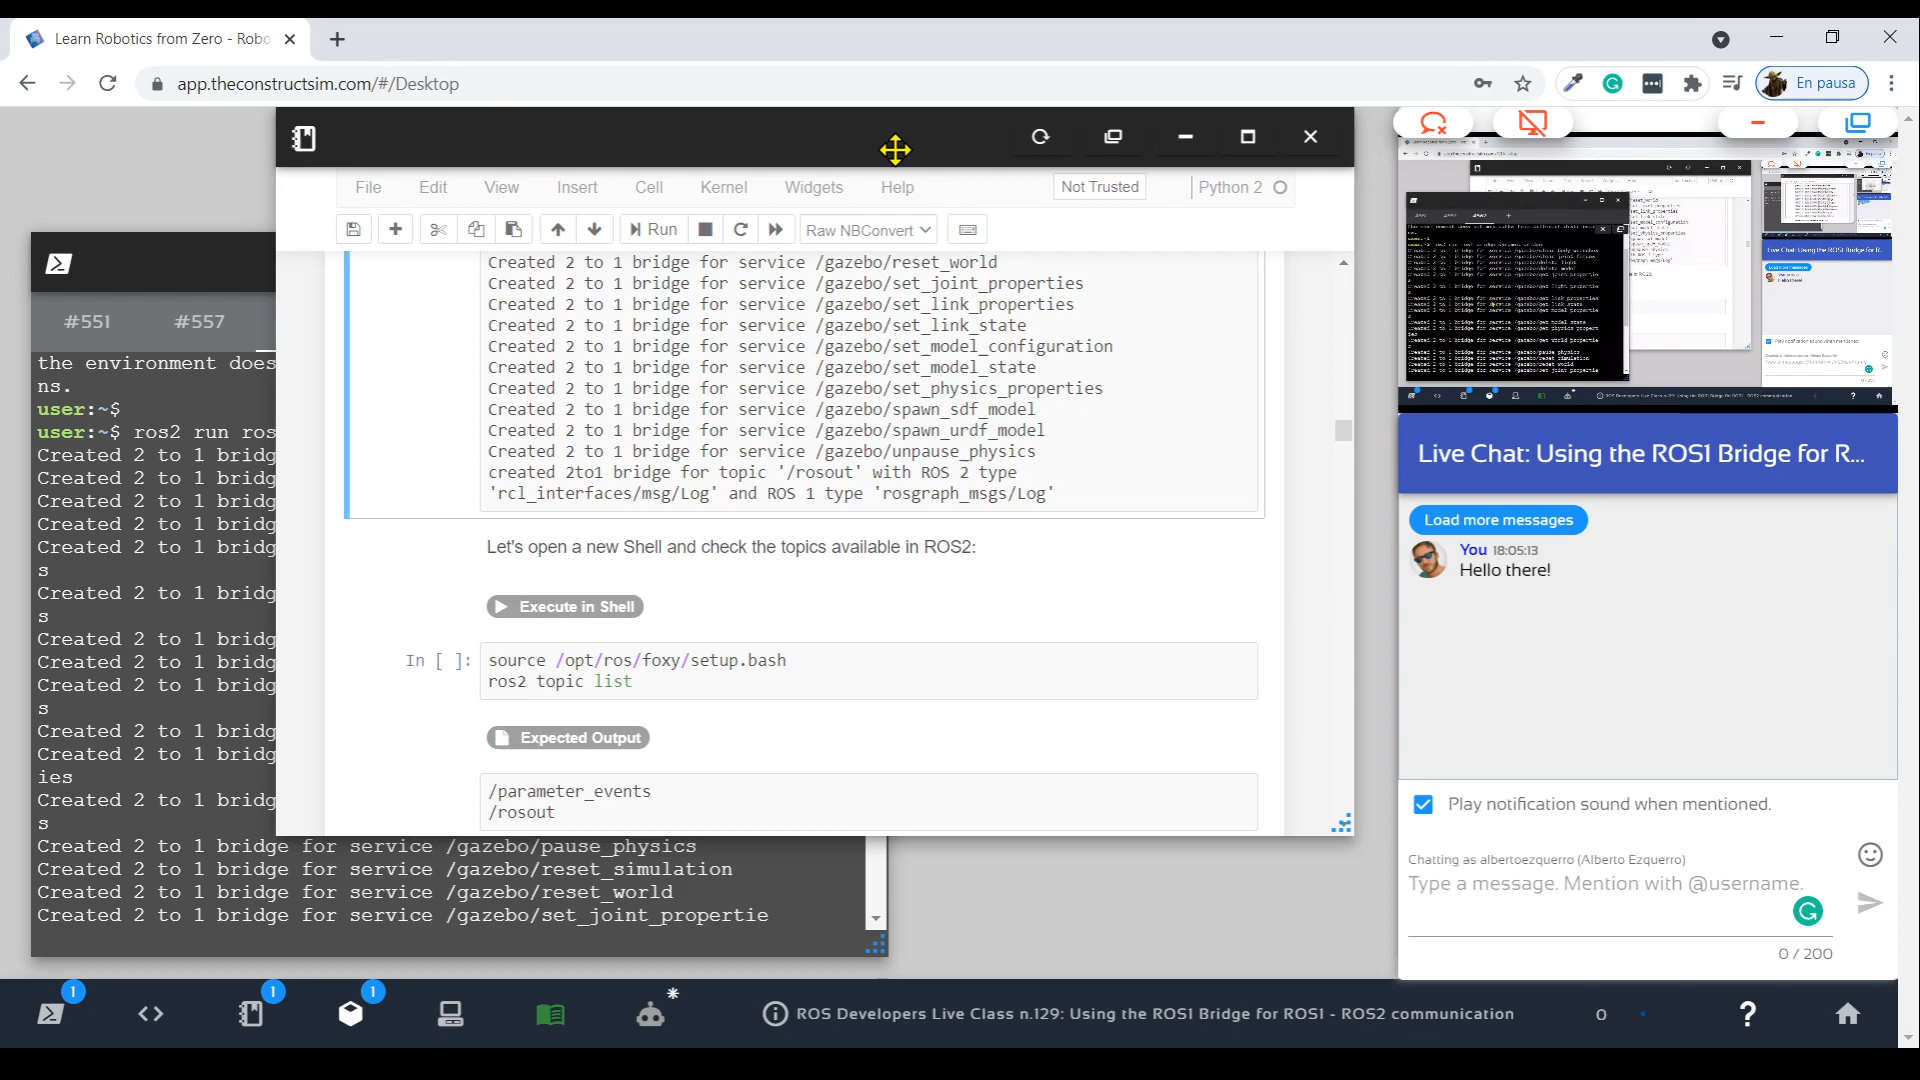 Learn Robotics from Zero - Robo
app.theconstructsim.com/#/Desktop
En pausa
File Edit View Insert Cell Kernel Widgets Help
Not Trusted
Python 2
Run
Raw NBConvert
Created 2 to 1 bridge for service /gazebo/reset_world
Created 2 to 1 bridge for service /gazebo/set_joint_properties
Created 2 to 1 bridge for service /gazebo/set_link_properties
Created 2 to 1 bridge for service /gazebo/set_link_state
Created 2 to 1 bridge for service /gazebo/set_model_configuration
Created 2 to 1 bridge for service /gazebo/set_model_state
Created 2 to 1 bridge for service /gazebo/set_physics_properties
Created 2 to 1 bridge for service /gazebo/spawn_sdf_model
Created 2 to 1 bridge for service /gazebo/spawn_urdf_model
Created 2 to 1 bridge for service /gazebo/unpause_physics
created 2to1 bridge for topic '/rosout' with ROS 2 type
'rcl_interfaces/msg/Log' and ROS 1 type 'rosgraph_msgs/Log'
Let's open a new Shell and check the topics available in ROS2:
Execute in Shell
In [ ]:
source /opt/ros/foxy/setup.bash
ros2 topic list
Expected Output
/parameter_events
/rosout
#551 #557
the environment does
ns.
user:~$
user:~$ ros2 run ros
Created 2 to 1 bridg
Created 2 to 1 bridg
Created 2 to 1 bridg
Created 2 to 1 bridg
Created 2 to 1 bridg
s
Created 2 to 1 bridg
s
Created 2 to 1 bridg
Created 2 to 1 bridg
Created 2 to 1 bridg
s
Created 2 to 1 bridg
Created 2 to 1 bridg
ies
Created 2 to 1 bridg
s
Created 2 to 1 bridge for service /gazebo/pause_physics
Created 2 to 1 bridge for service /gazebo/reset_simulation
Created 2 to 1 bridge for service /gazebo/reset_world
Created 2 to 1 bridge for service /gazebo/set_joint_propertie
Live Chat: Using the ROS1 Bridge for R...
Load more messages
You 18:05:13
Hello there!
Play notification sound when mentioned.
Chatting as albertoezquerro (Alberto Ezquerro)
Type a message. Mention with @username.
0 / 200
1
1
1
ROS Developers Live Class n.129: Using the ROS1 Bridge for ROS1 - ROS2 communication
0
?